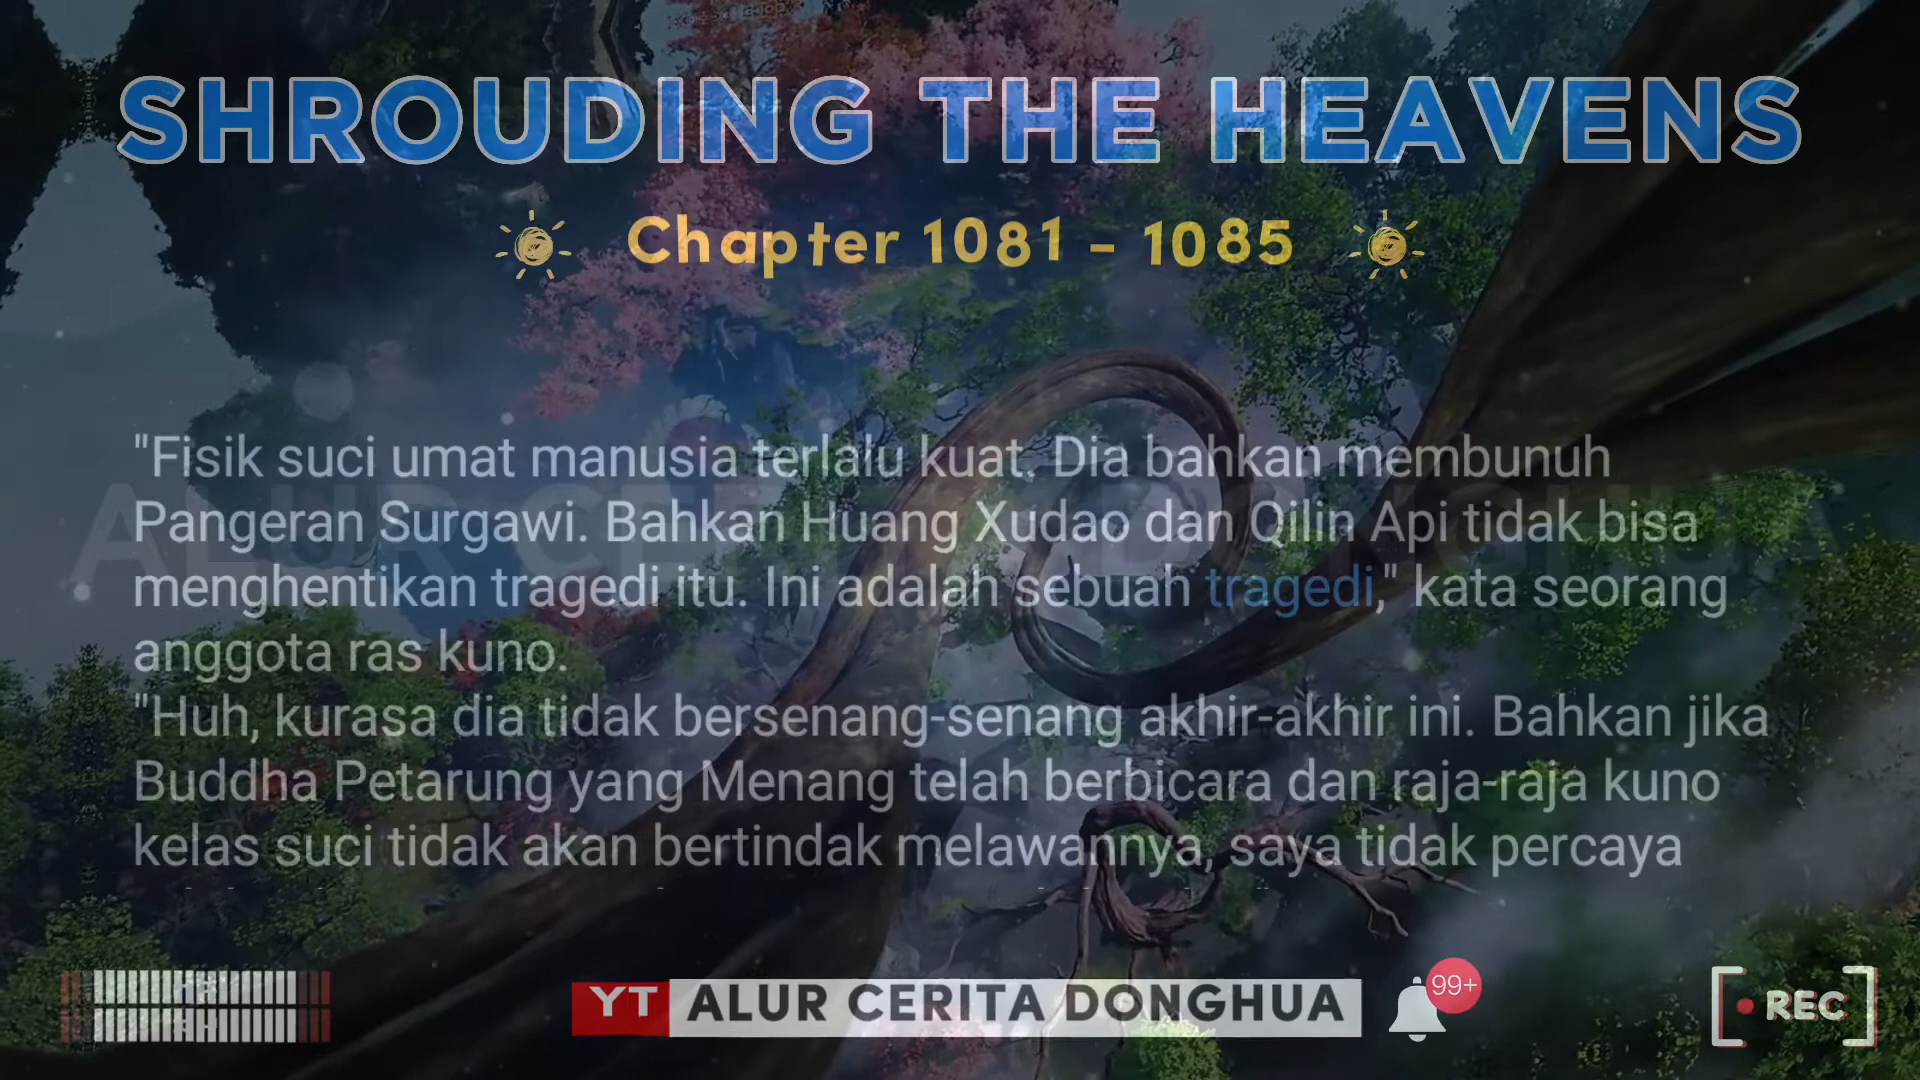 SHROUDING THE HEAVENS
Chapter 1081 - 1085
"Fisik suci umat manusia terlalu kuat. Dia bahkan membunuh
Pangeran Surgawi. Bahkan Huang Xudao dan Qilin Api tidak bisa
menghentikan tragedi itu. Ini adalah sebuah tragedi," kata seorang
anggota ras kuno.
"Huh, kurasa dia tidak bersenang-senang akhir-akhir ini. Bahkan jika
Buddha Petarung yang Menang telah berbicara dan raja-raja kuno
kelas suci tidak akan bertindak melawannya, saya tidak percaya
ALUR CERITA DONGHUA
YT ALUR CERITA DONGHUA
99+
REC